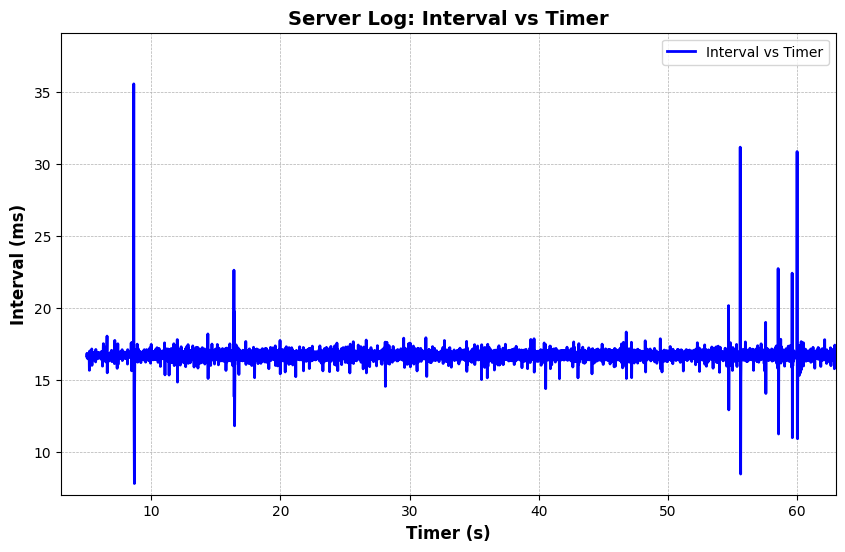 Server Log: Interval vs Timer
Interval vs Timer
Interval (ms)
35
30
25
20
15
10
10 20 30 40 50 60
Timer (s)